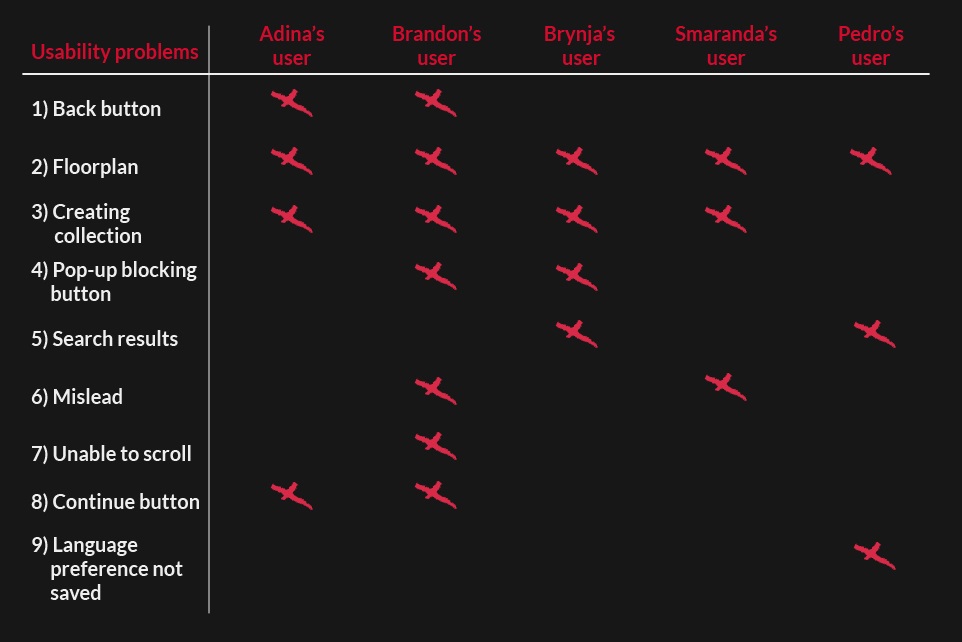 Usability problems
Adina’s
user
Brandon’s
user
Brynja’s
user
Smaranda’s
user
Pedro’s
user
1) Back button
2) Floorplan
3) Creating
collection
4) Pop-up blocking
button
5) Search results
6) Mislead
7) Unable to scroll
8) Continue button
9) Language
preference not
saved